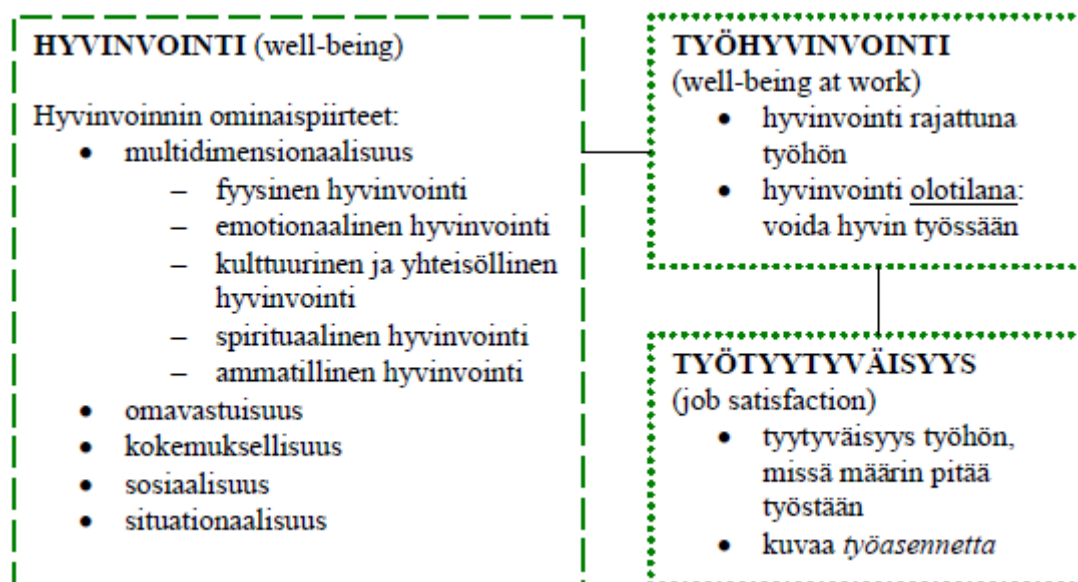 HYVINVOINTI (well-being)
Hyvinvoinnin ominaispiirteet:
• multidimensionaalisuus
– fyysinen hyvinvointi
– emotionaalinen hyvinvointi
– kulttuurinen ja yhteisöllinen
hyvinvointi
– spirituaalinen hyvinvointi
– ammatillinen hyvinvointi
• omavastuisuus
• kokemuksellisuus
• sosiaalisuus
• situationaalisuus
TYÖHYVINVOINTI
(well-being at work)
• hyvinvointi rajattuna
työhön
• hyvinvointi olotilana:
voida hyvin työssään
TYÖTYYTYVÄISYYS
(job satisfaction)
• tyytyväisyys työhön,
missä määrin pitää
työstään
• kuvaa työasennetta